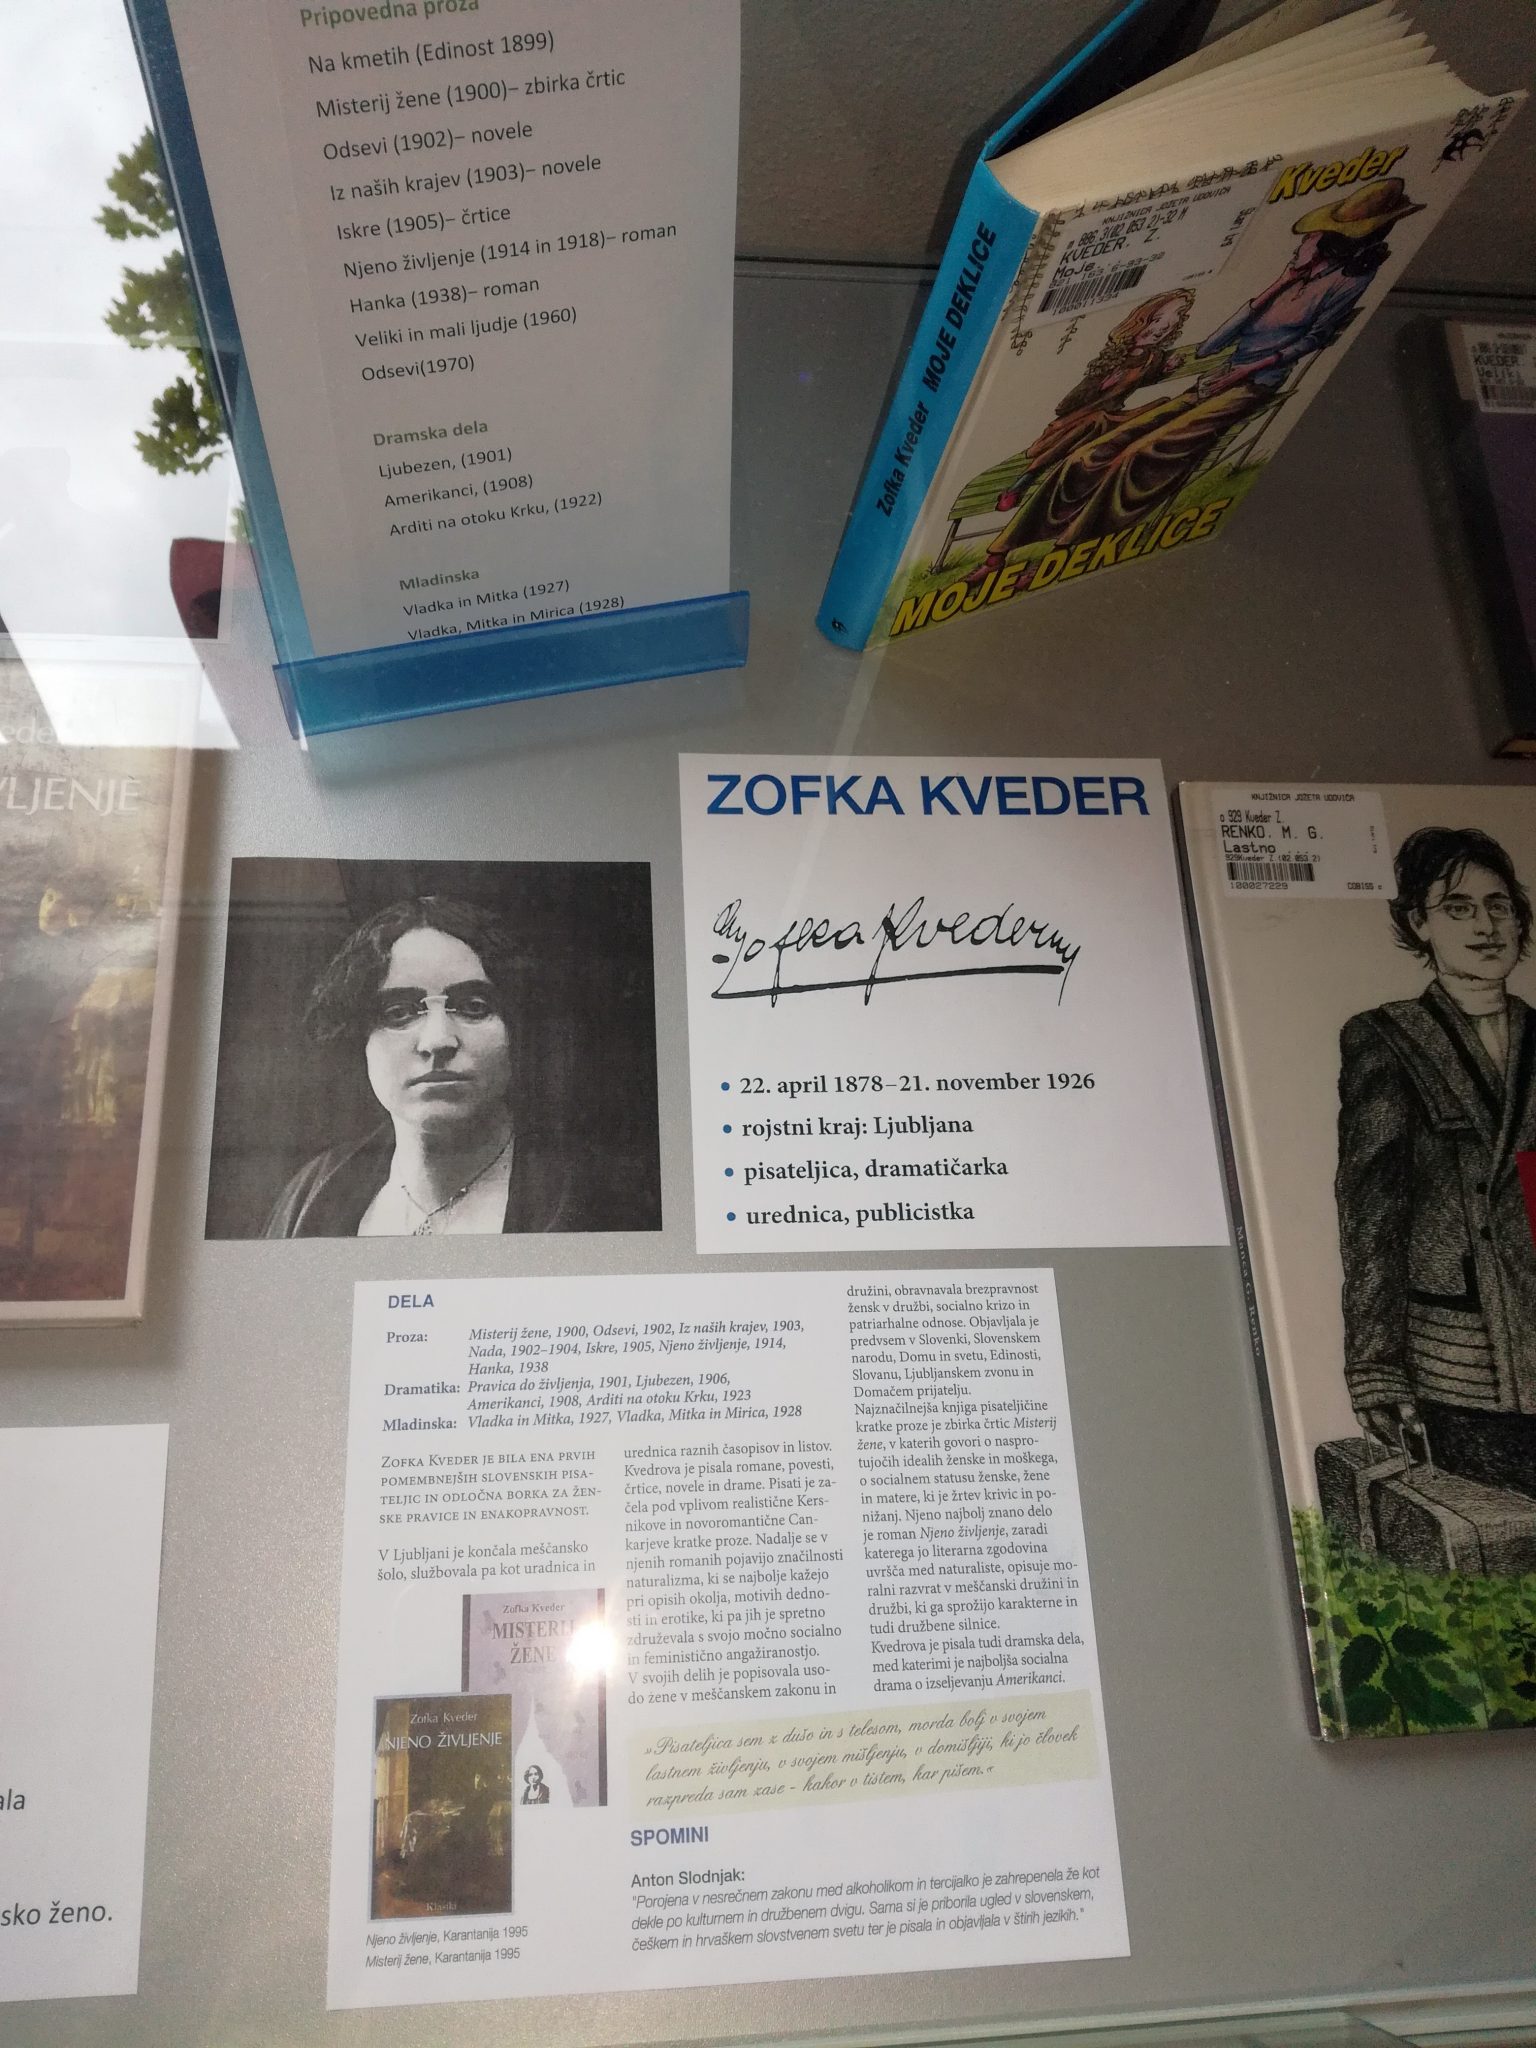 Pripovedna proza
Na kmetih (Edinost 1899)
Misterij žene (1900)– zbirka črtic
Odsevi (1902)– novele
Iz naših krajev (1903)– novele
Iskre (1905)– črtice
Njeno življenje (1914 in 1918)– roman
Hanka (1938)– roman
Veliki in mali ljudje (1960)
Odsevi(1970)
Dramska dela
Ljubezen, (1901)
Amerikanci, (1908)
Arditi na otoku Krku, (1922)
Mladinska
Vladka in Mitka (1927)
Vladka, Mitka in Mirica (1928)
Zofka Kveder MOJE DEKLICE
Kveder
KNJIŽNICA JOŽETA UDOVIČA
KVEDER. Z.
Moje
100011334
MOJE DEKLICE
KVEDER.
Veliki
VLJENJE
ZOFKA KVEDER
Zofka Kvedernig
• 22. april 1878–21. november 1926
• rojstni kraj: Ljubljana
• pisateljica, dramatičarka
• urednica, publicistka
KNJIŽNICA JOŽETA UDOVIČA
o 929 Kveder Z.
RENKO. M. G.
Lastno ...
929Kveder Z.(02 053.2)
100027229
COBISS
Manca G. Renko
DELA
Proza: Misterij žene, 1900, Odsevi, 1902, Iz naših krajev, 1903,
Nada, 1902–1904, Iskre, 1905, Njeno življenje, 1914,
Hanka, 1938
Dramatika: Pravica do življenja, 1901, Ljubezen, 1906,
Amerikanci, 1908, Arditi na otoku Krku, 1923
Mladinska: Vladka in Mitka, 1927, Vladka, Mitka in Mirica, 1928
ZOFKA KVEDER JE BILA ENA PRVIH
POMEMBNEJŠIH SLOVENSKIH PISA-
TELJIC IN ODLOČNA BORKA ZA ŽEN-
SKE PRAVICE IN ENAKOPRAVNOST.
V Ljubljani je končala meščansko
šolo, službovala pa kot uradnica in
urednica raznih časopisov in listov.
Kvedrova je pisala romane, povesti,
črtice, novele in drame. Pisati je za-
čela pod vplivom realistične Kers-
nikove in novoromantične Can-
karjeve kratke proze. Nadalje se v
njenih romanih pojavijo značilnosti
naturalizma, ki se najbolje kažejo
pri opisih okolja, motivih dedno-
sti in erotike, ki pa jih je spretno
združevala s svojo močno socialno
in feministično angažiranostjo.
V svojih delih je popisovala uso-
do žene v meščanskem zakonu in
družini, obravnavala brezpravnost
žensk v družbi, socialno krizo in
patriarhalne odnose. Objavljala je
predvsem v Slovenki, Slovenskem
narodu, Domu in svetu, Edinosti,
Slovanu, Ljubljanskem zvonu in
Domačem prijatelju.
Najznačilnejša knjiga pisateljičine
kratke proze je zbirka črtic Misterij
žene, v katerih govori o naspro-
tujočih idealih ženske in moškega,
o socialnem statusu ženske, žene
in matere, ki je žrtev krivic in po-
nižanj. Njeno najbolj znano delo
je roman Njeno življenje, zaradi
katerega jo literarna zgodovina
uvršča med naturaliste, opisuje mo-
ralni razvrat v meščanski družini in
družbi, ki ga sprožijo karakterne in
tudi družbene silnice.
Kvedrova je pisala tudi dramska dela,
med katerimi je najboljša socialna
drama o izseljevanju Amerikanci.
Zofka Kveder
MISTERIJ
ŽENE
Zofka Kveder
NJENO ŽIVLJENJE
Klasika
Njeno življenje, Karantanija 1995
Misterij žene, Karantanija 1995
»Pisateljica sem z dušo in s telesom, morda bolj v svojem
lastnem življenju, v svojem mišljenju, v domišljiji, ki jo človek
razpreda sam zase - kakor v tistem, kar pišem.«
SPOMINI
Anton Slodnjak:
"Porojena v nesrečnem zakonu med alkoholikom in tercijalko je zahrepenela že kot
dekle po kulturnem in družbenem dvigu. Sama si je priborila ugled v slovenskem,
češkem in hrvaškem slovstvenem svetu ter je pisala in objavljala v štirih jezikih."
ala
sko ženo.